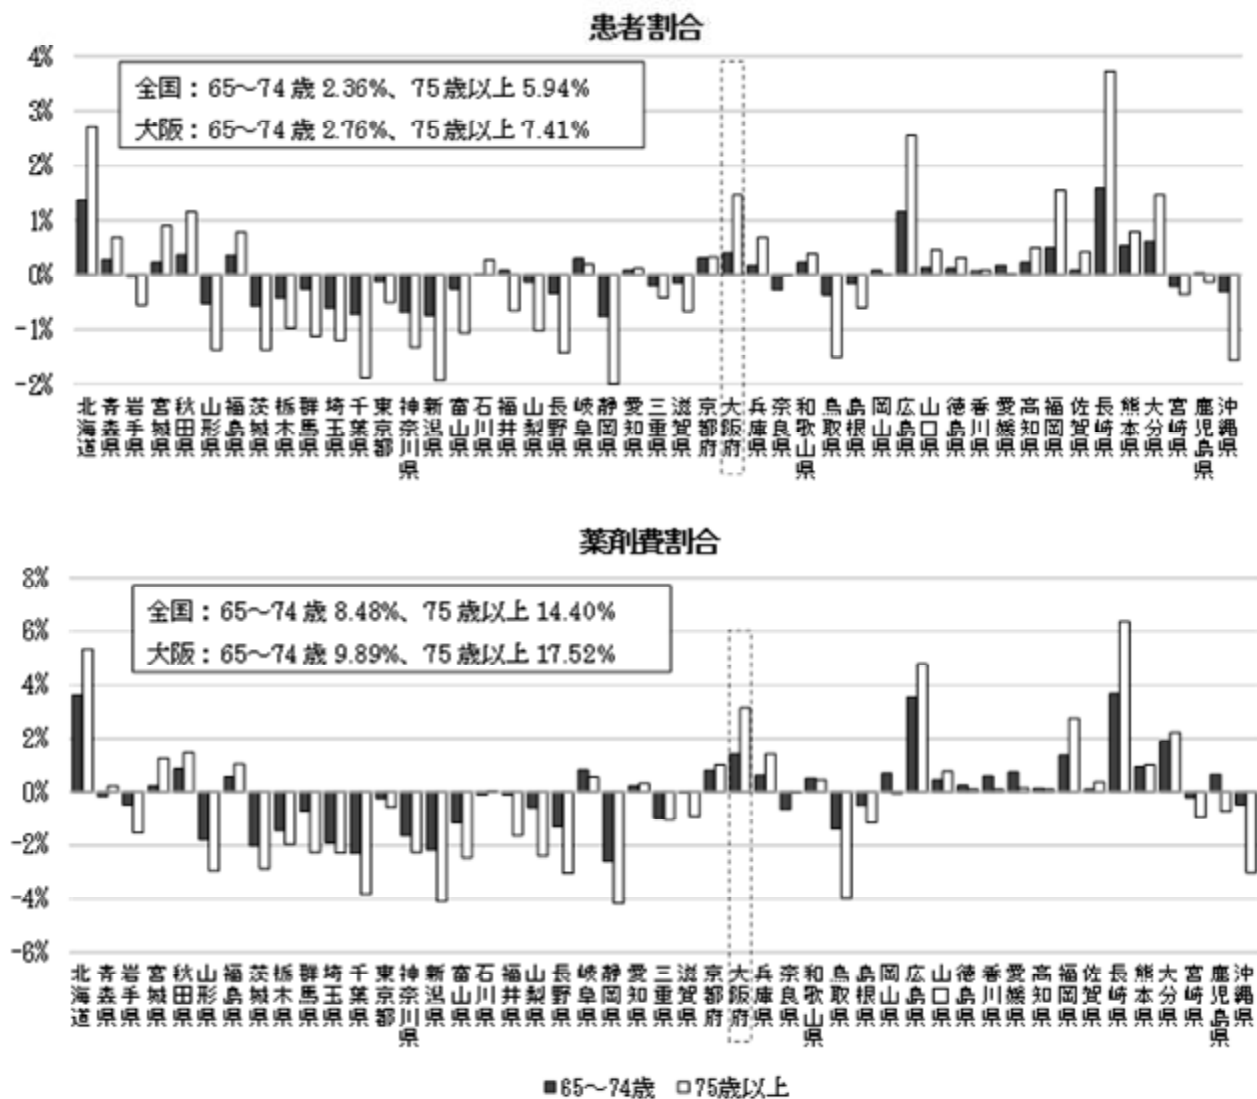 患者割合
4%
3%
2%
1%
0%
-1%
-2%
全国：65～74歳 2.36%、75歳以上 5.94%
大阪：65～74歳 2.76%、75歳以上 7.41%
北海道 青森県 岩手県 宮城県 秋田県 山形県 福島県 茨城県 栃木県 群馬県 埼玉県 千葉県 東京都 神奈川県 新潟県 富山県 石川県 福井県 山梨県 長野県 岐阜県 静岡県 愛知県 三重県 滋賀県 京都府 大阪府 兵庫県 奈良県 和歌山県 鳥取県 島根県 岡山県 広島県 山口県 徳島県 香川県 愛媛県 高知県 福岡県 佐賀県 長崎県 熊本県 大分県 宮崎県 鹿児島県 沖縄県
薬剤費割合
8%
6%
4%
2%
0%
-2%
-4%
-6%
全国：65～74歳 8.48%、75歳以上 14.40%
大阪：65～74歳 9.89%、75歳以上 17.52%
北海道 青森県 岩手県 宮城県 秋田県 山形県 福島県 茨城県 栃木県 群馬県 埼玉県 千葉県 東京都 神奈川県 新潟県 富山県 石川県 福井県 山梨県 長野県 岐阜県 静岡県 愛知県 三重県 滋賀県 京都府 大阪府 兵庫県 奈良県 和歌山県 鳥取県 島根県 岡山県 広島県 山口県 徳島県 香川県 愛媛県 高知県 福岡県 佐賀県 長崎県 熊本県 大分県 宮崎県 鹿児島県 沖縄県
■65～74歳 □75歳以上